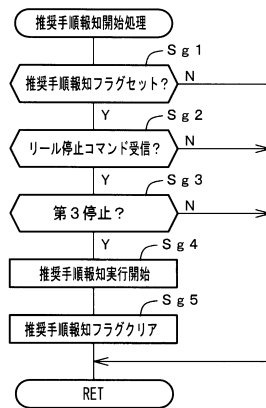 推奨手順報知開始処理
Sg1
推奨手順報知フラグセット?
N
Y
Sg2
リール停止コマンド受信?
N
Y
Sg3
第3停止?
N
Y
Sg4
推奨手順報知実行開始
Sg5
推奨手順報知フラグクリア
RET